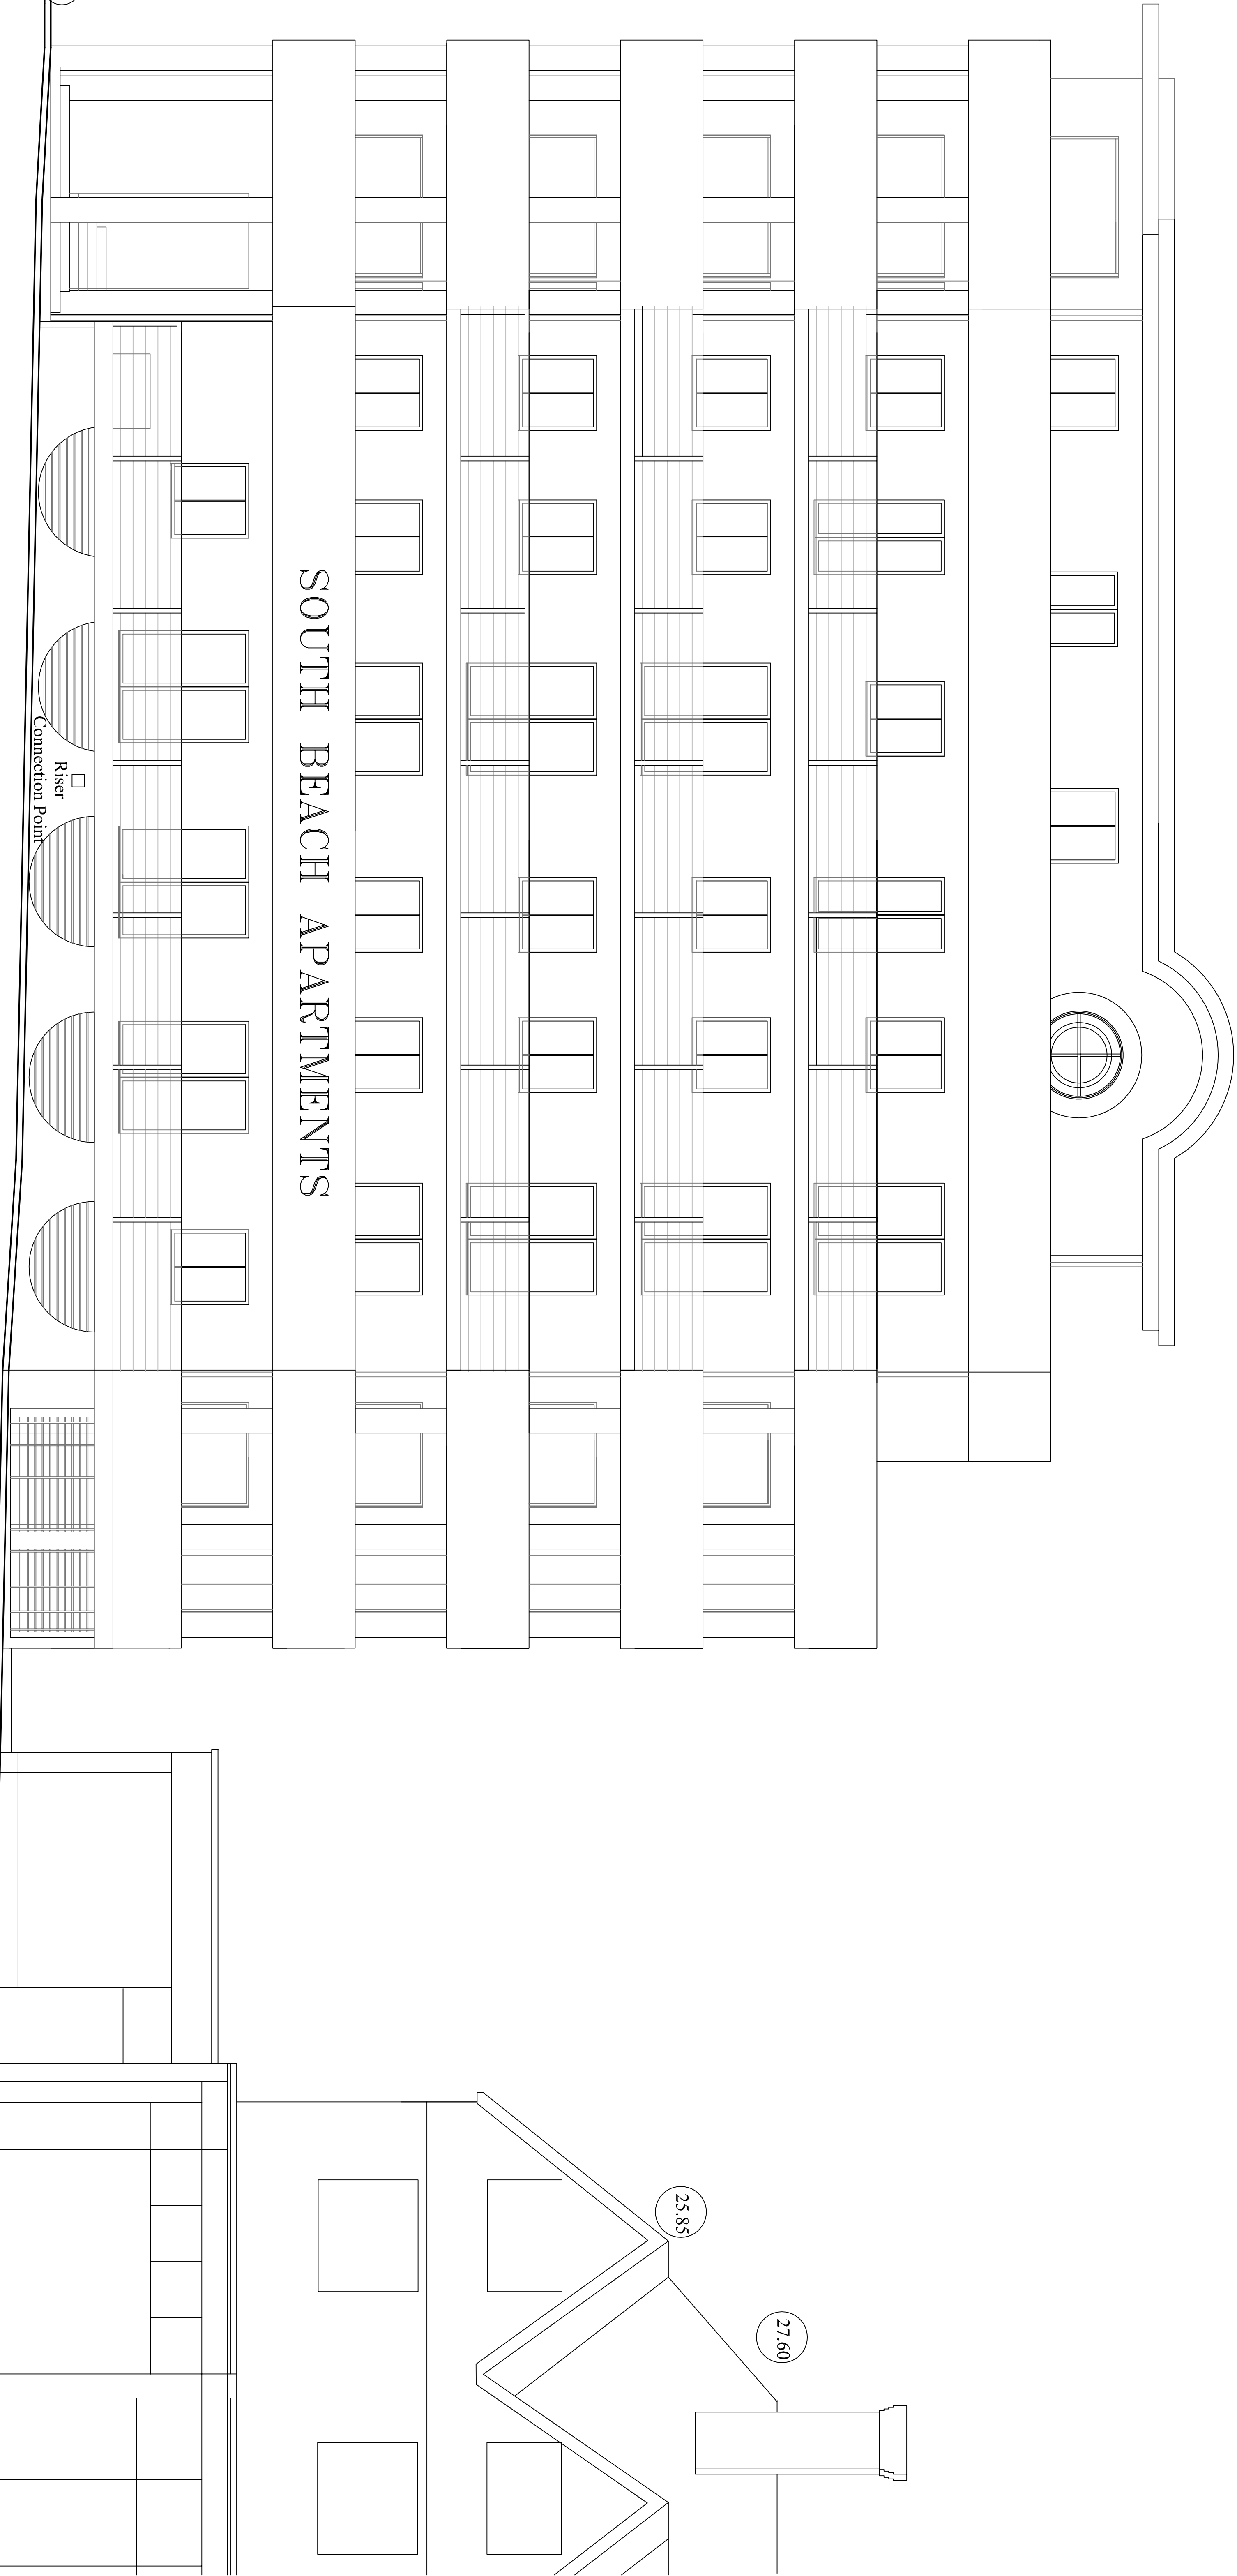 SOUTH BEACH APARTMENTS
Riser
Connection Point
25.85
27.60